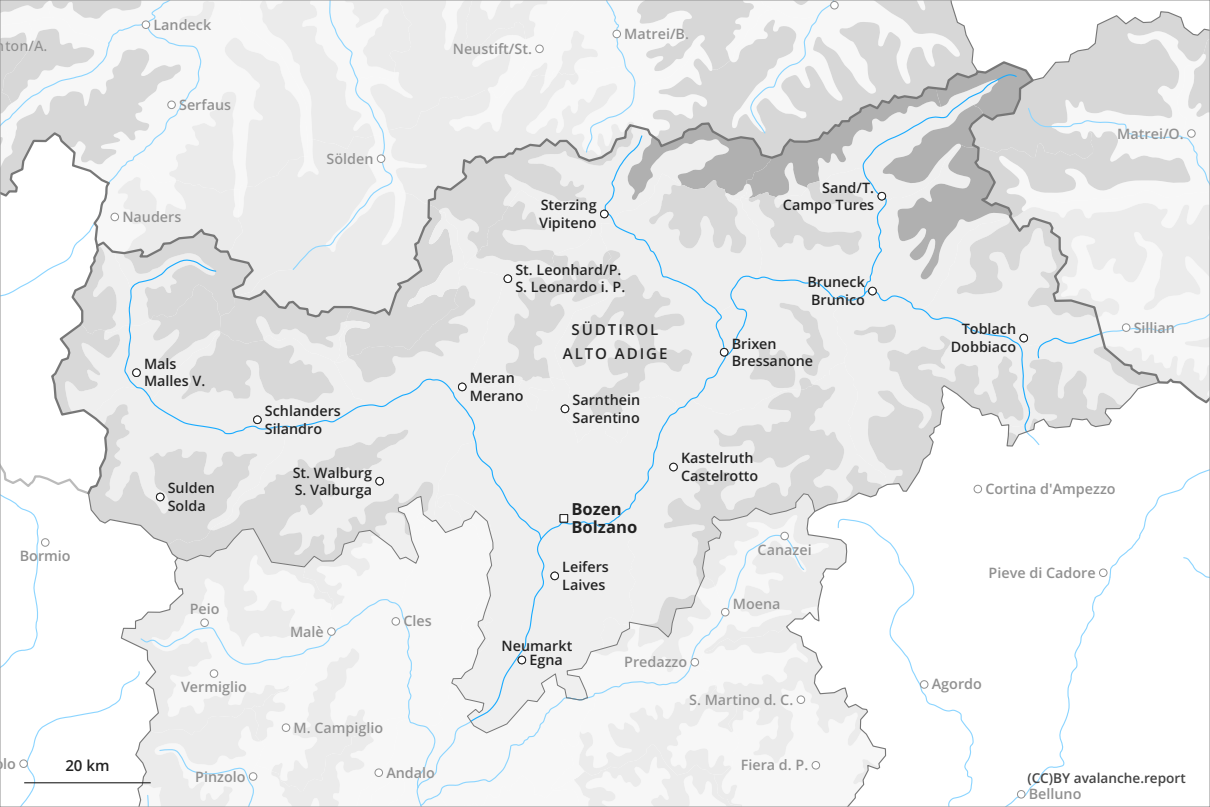 Landeck
Matrei/B.
nton/A.
Neustift/St.
Serfaus
Matrei/O.
Sölden
Sand/T.
Campo Tures
Nauders
Sterzing
Vipiteno
St. Leonhard/P.
S. Leonardo i. P.
Bruneck
Brunico
SÜDTIROL
ALTO ADIGE
Toblach
Dobbiaco
Sillian
Brixen
Bressanone
Mals
Malles V.
Meran
Merano
Sarnthein
Sarentino
Schlanders
Silandro
Kastelruth
Castelrotto
St. Walburg
S. Valburga
Sulden
Solda
Cortina d'Ampezzo
Bozen
Bolzano
Bormio
Canazei
Leifers
Laives
Pieve di Cadore
Peio
Moena
Malè
Cles
Neumarkt
Egna
Predazzo
Vermiglio
Agordo
S. Martino d. C.
M. Campiglio
olo
20 km
Pinzolo
Andalo
Fiera d. P.
(CC)BY avalanche.report
Belluno